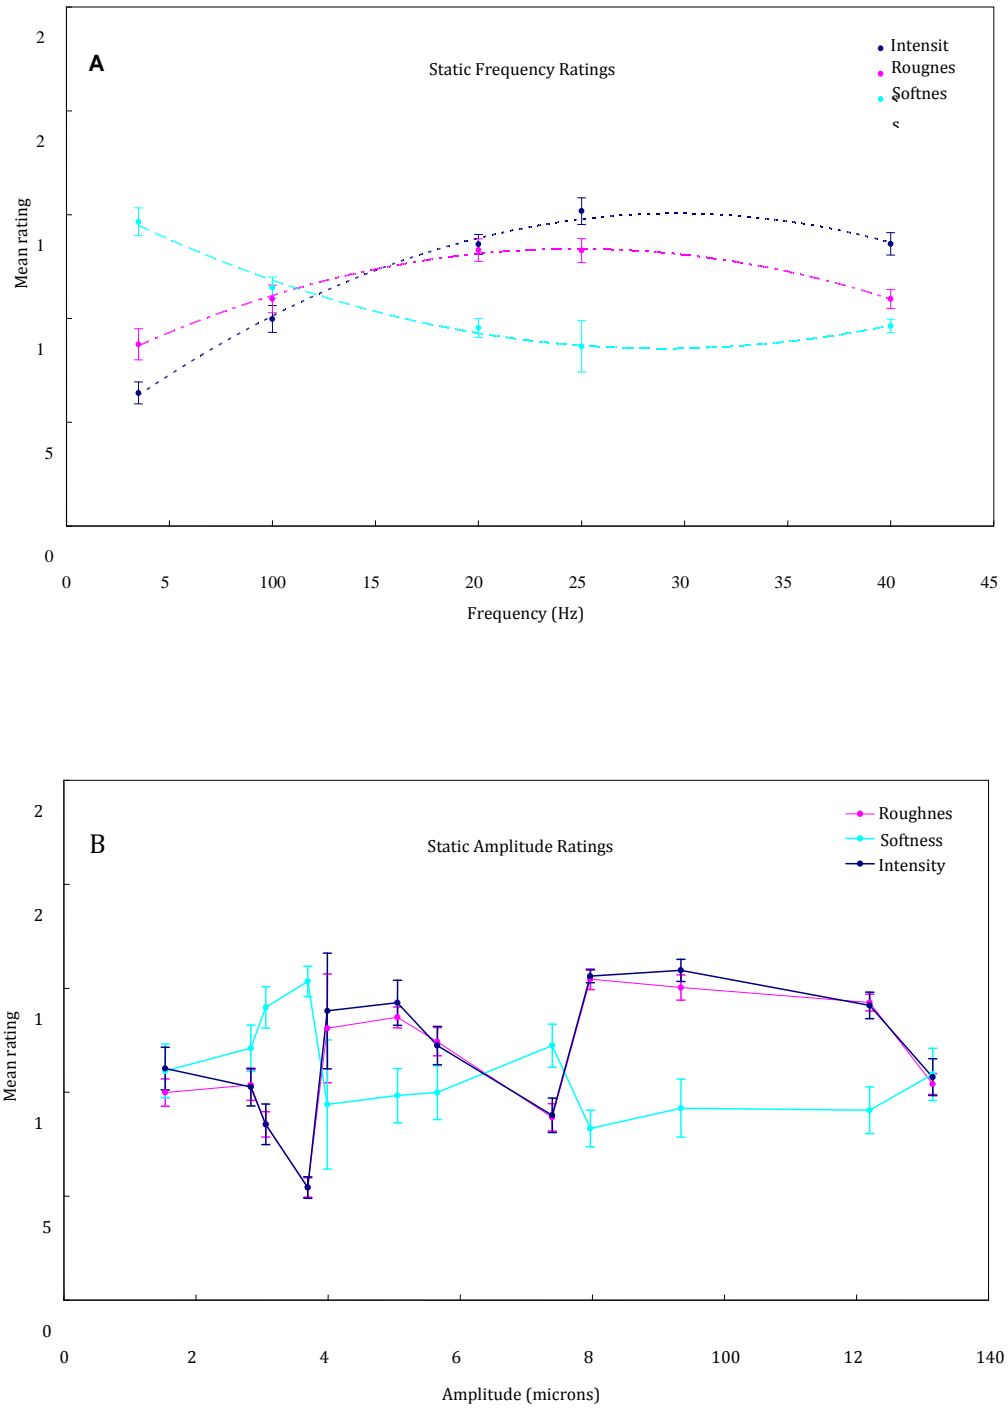 2
A
Static Frequency Ratings
Intensit
Rougnes
Softnes
s
2
1
1
5
0
Mean rating
0 5 100 15 20 25 30 35 40 45
Frequency (Hz)
2
B
Static Amplitude Ratings
Roughnes
Softness
Intensity
2
1
1
5
0
Mean rating
0 2 4 6 8 100 12 140
Amplitude (microns)